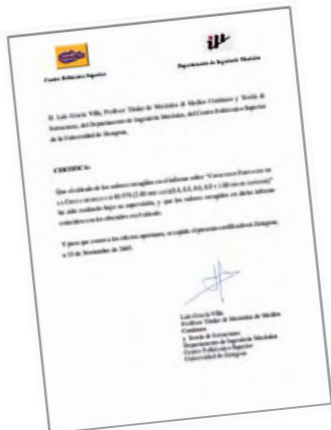 Centro Politécnico Superior
Departamento de Ingeniería Mecánica
D. Luis Gracia Villa, Profesor Titular de Mecánica de Medios Continuos y Teoría de
Estructuras, del Departamento de Ingeniería Mecánica, del Centro Politécnico Superior
de la Universidad de Zaragoza,
CERTIFICA:
Que el cálculo de los valores recogidos en el informe sobre
ha sido realizado bajo su supervisión, y que los valores recogidos en dicho informe
coinciden con los obtenidos en el cálculo.
Y para que conste a los efectos oportunos, se expide el presente certificado en Zaragoza,
a 25 de Noviembre de
Luis Gracia Villa
Profesor Titular de Mecánica de Medios
Continuos
y Teoría de Estructuras
Departamento de Ingeniería Mecánica
Centro Politécnico Superior
Universidad de Zaragoza